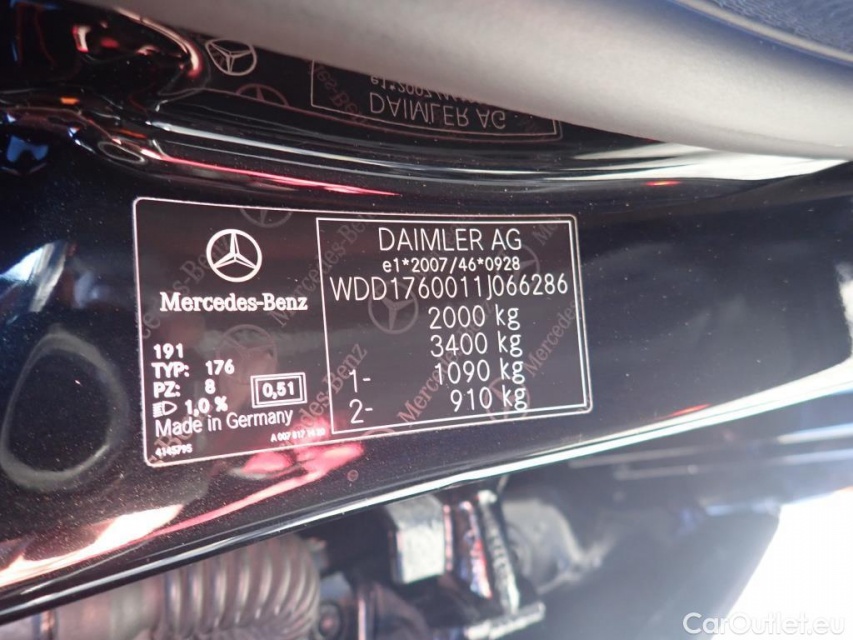 Mercedes-Benz
191
TYP: 176
PZ: 8
0,51
1,0 %
Made in Germany
4145795
DAIMLER AG
e1*2007/46*0928
WDD1760011J066286
2000 kg
3400 kg
1- 1090 kg
2- 910 kg
DAIMLER AG
CarOutlet.eu